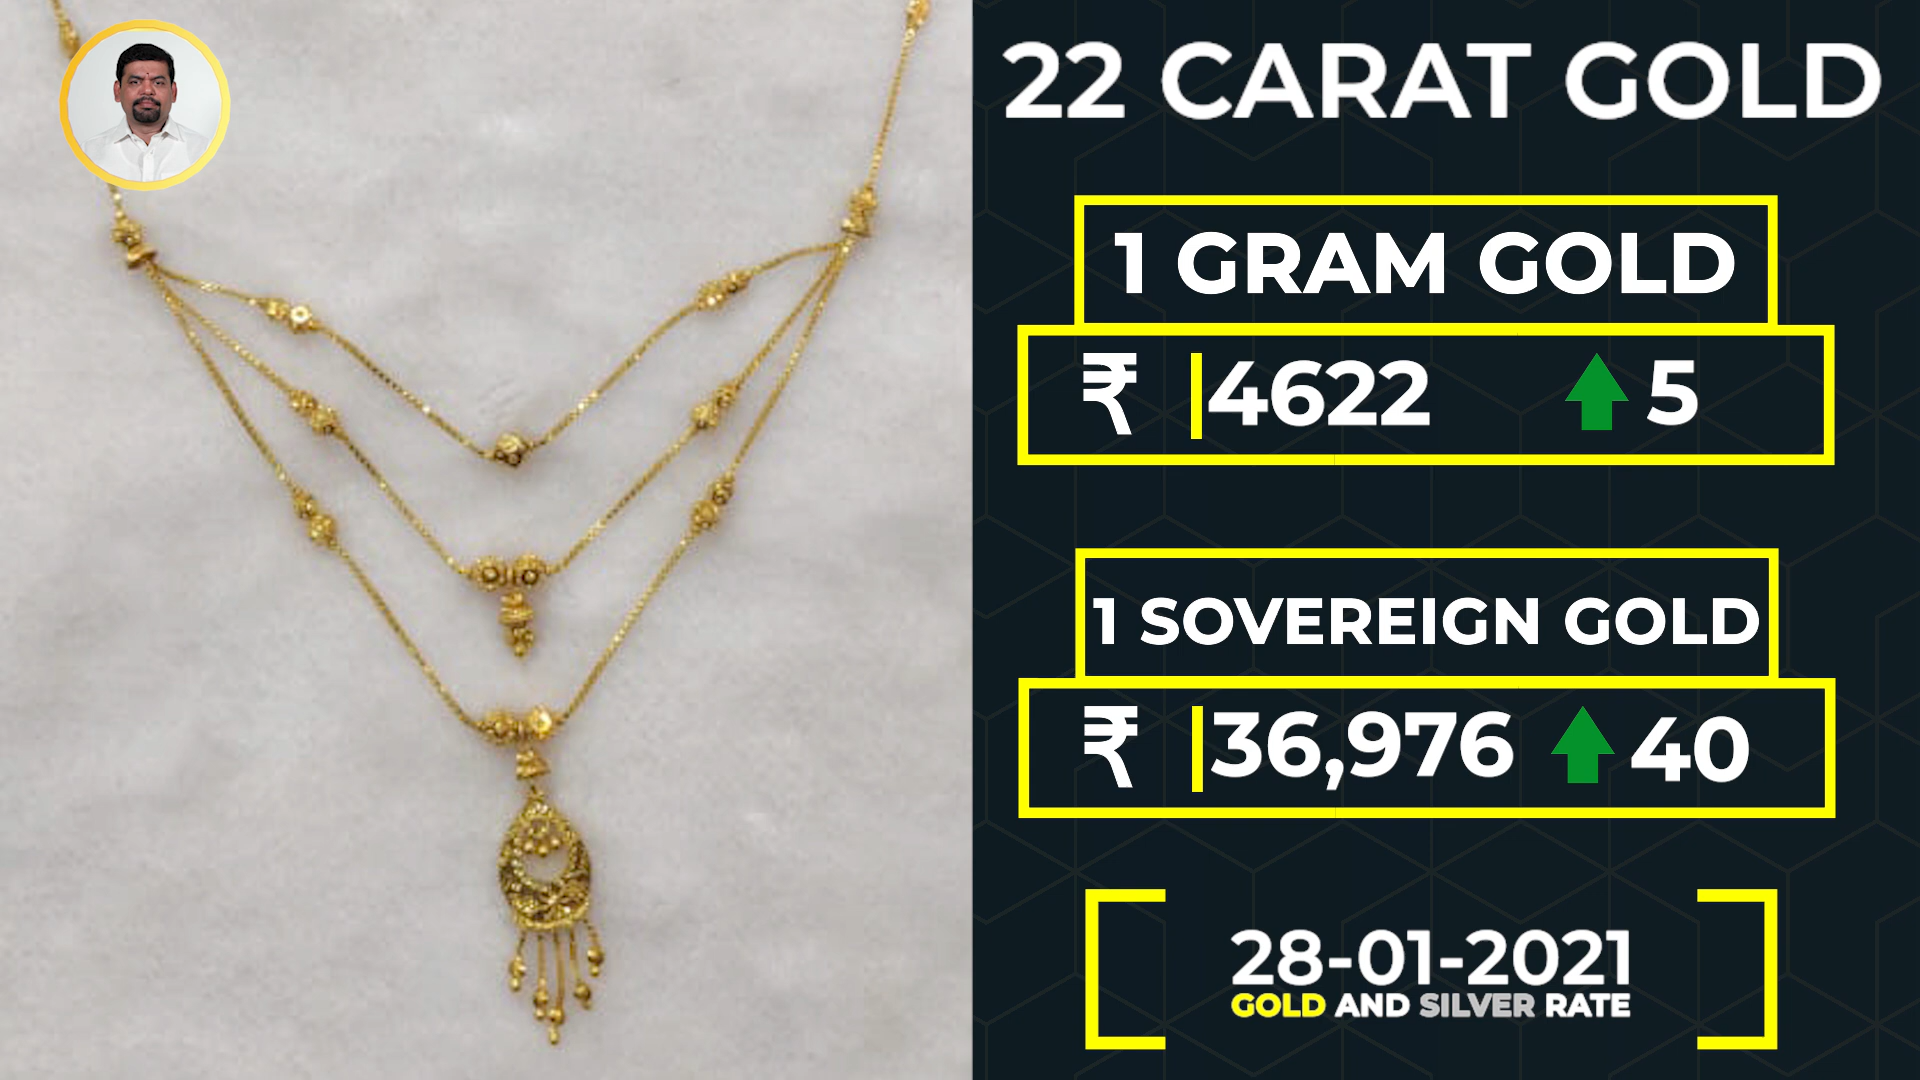 22 CARAT GOLD
1 GRAM GOLD
₹ 4622 5
1 SOVEREIGN GOLD
₹ 36,976 40
28-01-2021
GOLD AND SILVER RATE